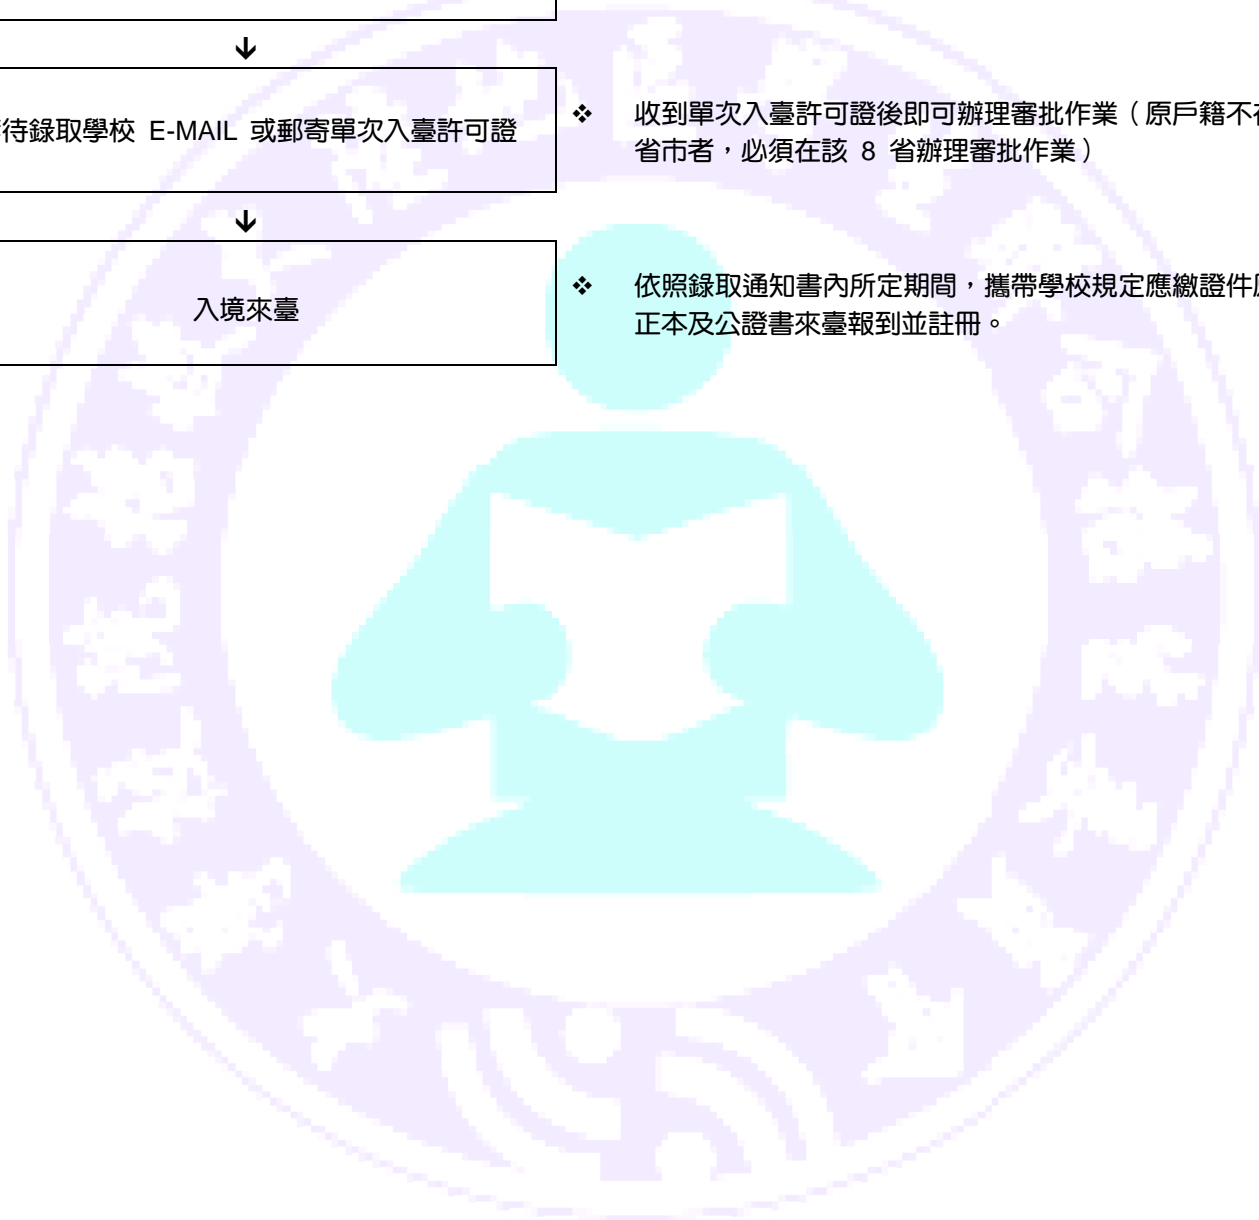 待錄取學校 E-MAIL 或郵寄單次入臺許可證
❖ 收到單次入臺許可證後即可辦理審批作業（原戶籍不在
省市者，必須在該 8 省辦理審批作業）
入境來臺
❖ 依照錄取通知書內所定期間，攜帶學校規定應繳證件
正本及公證書來臺報到並註冊。